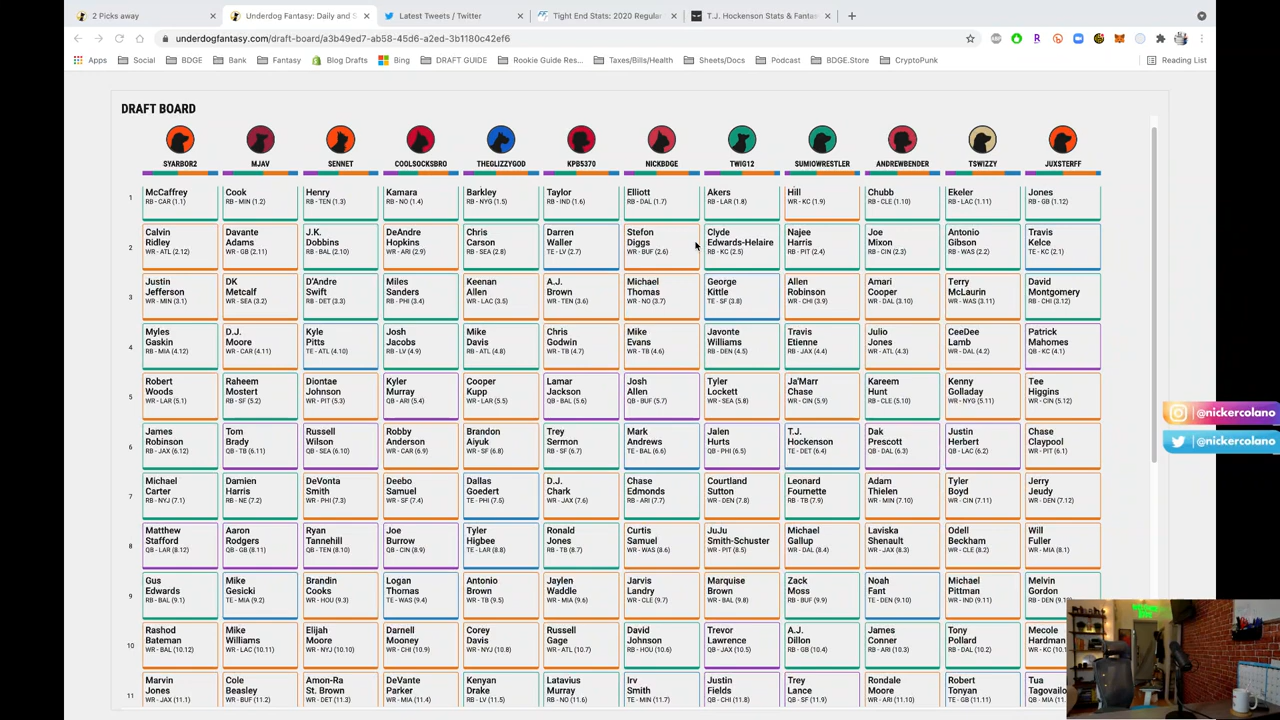 2 Picks away
Underdog Fantasy: Daily and S
Latest Tweets / Twitter
Tight End Stats: 2020 Regular
T.J. Hockenson Stats & Fantas
underdogfantasy.com/draft-board/a3b49ed7-ab58-45d6-a2ed-3b1180c42ef6
Apps Social BDGE Bank Fantasy Blog Drafts Bing DRAFT GUIDE Rookie Guide Res... Taxes/Bills/Health Sheets/Docs Podcast BDGE.Store CryptoPunk Reading List
DRAFT BOARD
SYARBOR2 MJAV SENNET COOLSOCKSBRO THEGLIZZYGOD KPB5370 NICKBDGE TWIG12 SUMIOWRESTLER ANDREWBENDER TSWIZZY JUXSTERFF
1 McCaffrey Cook Henry Kamara Barkley Taylor Elliott Akers Hill Chubb Ekeler Jones
RB - CAR (1.1) RB - MIN (1.2) RB - TEN (1.3) RB - NO (1.4) RB - NYG (1.5) RB - IND (1.6) RB - DAL (1.7) RB - LAR (1.8) WR - KC (1.9) RB - CLE (1.10) RB - LAC (1.11) RB - GB (1.12)
2 Calvin Davante J.K. DeAndre Chris Darren Stefon Clyde Najee Joe Antonio Travis
Ridley Adams Dobbins Hopkins Carson Waller Diggs Edwards-Helaire Harris Mixon Gibson Kelce
WR - ATL (2.12) WR - GB (2.11) RB - BAL (2.10) WR - ARI (2.9) RB - SEA (2.8) TE - LV (2.7) WR - BUF (2.6) RB - KC (2.5) RB - PIT (2.4) RB - CIN (2.3) RB - WAS (2.2) TE - KC (2.1)
3 Justin DK D'Andre Miles Keenan A.J. Michael George Allen Amari Terry David
Jefferson Metcalf Swift Sanders Allen Brown Thomas Kittle Robinson Cooper McLaurin Montgomery
WR - MIN (3.1) WR - SEA (3.2) RB - DET (3.3) RB - PHI (3.4) WR - LAC (3.5) WR - TEN (3.6) WR - NO (3.7) TE - SF (3.8) WR - CHI (3.9) WR - DAL (3.10) WR - WAS (3.11) RB - CHI (3.12)
4 Myles D.J. Kyle Josh Mike Chris Mike Javonte Travis Julio CeeDee Patrick
Gaskin Moore Pitts Jacobs Davis Godwin Evans Williams Etienne Jones Lamb Mahomes
RB - MIA (4.12) WR - CAR (4.11) TE - ATL (4.10) RB - LV (4.9) RB - ATL (4.8) WR - TB (4.7) WR - TB (4.6) RB - DEN (4.5) RB - JAX (4.4) WR - ATL (4.3) WR - DAL (4.2) QB - KC (4.1)
5 Robert Raheem Diontae Kyler Cooper Lamar Josh Tyler Ja'Marr Kareem Kenny Tee
Woods Mostert Johnson Murray Kupp Jackson Allen Lockett Chase Hunt Golladay Higgins
WR - LAR (5.1) RB - SF (5.2) WR - PIT (5.3) QB - ARI (5.4) WR - LAR (5.5) QB - BAL (5.6) QB - BUF (5.7) WR - SEA (5.8) WR - CIN (5.9) RB - CLE (5.10) WR - NYG (5.11) WR - CIN (5.12)
6 James Tom Russell Robby Brandon Trey Mark Jalen T.J. Dak Justin Chase
Robinson Brady Wilson Anderson Aiyuk Sermon Andrews Hurts Hockenson Prescott Herbert Claypool
RB - JAX (6.12) QB - TB (6.11) QB - SEA (6.10) WR - CAR (6.9) WR - SF (6.8) RB - SF (6.7) TE - BAL (6.6) QB - PHI (6.5) TE - DET (6.4) QB - DAL (6.3) QB - LAC (6.2) WR - PIT (6.1)
7 Michael Damien DeVonta Deebo Dallas D.J. Chase Courtland Leonard Adam Tyler Jerry
Carter Harris Smith Samuel Goedert Chark Edmonds Sutton Fournette Thielen Boyd Jeudy
RB - NYJ (7.1) RB - NE (7.2) WR - PHI (7.3) WR - SF (7.4) TE - PHI (7.5) WR - JAX (7.6) RB - ARI (7.7) WR - DEN (7.8) RB - TB (7.9) WR - MIN (7.10) WR - CIN (7.11) WR - DEN (7.12)
8 Matthew Aaron Ryan Joe Tyler Ronald Curtis JuJu Michael Laviska Odell Will
Stafford Rodgers Tannehill Burrow Higbee Jones Samuel Smith-Schuster Gallup Shenault Beckham Fuller
QB - LAR (8.12) QB - GB (8.11) QB - TEN (8.10) QB - CIN (8.9) TE - LAR (8.8) RB - TB (8.7) WR - WAS (8.6) WR - PIT (8.5) WR - DAL (8.4) WR - JAX (8.3) WR - CLE (8.2) WR - MIA (8.1)
9 Gus Mike Brandin Logan Antonio Jaylen Jarvis Marquise Zack Noah Michael Melvin
Edwards Gesicki Cooks Thomas Brown Waddle Landry Brown Moss Fant Pittman Gordon
RB - BAL (9.1) TE - MIA (9.2) WR - HOU (9.3) TE - WAS (9.4) WR - TB (9.5) WR - MIA (9.6) WR - CLE (9.7) WR - BAL (9.8) RB - BUF (9.9) TE - DEN (9.10) WR - IND (9.11) RB - DEN (9.
10 Rashod Mike Elijah Darnell Corey Russell David Trevor A.J. James Tony Mecole
Bateman Williams Moore Mooney Davis Gage Johnson Lawrence Dillon Conner Pollard Hardman
WR - BAL (10.12) WR - LAC (10.11) WR - NYJ (10.10) WR - CHI (10.9) WR - NYJ (10.8) WR - ATL (10.7) RB - HOU (10.6) QB - JAX (10.5) RB - GB (10.4) RB - ARI (10.3) RB - DAL (10.2) WR - KC (10.
11 Marvin Cole Amon-Ra DeVante Kenyan Latavius Irv Justin Trey Rondale Robert Tua
Jones Beasley St. Brown Parker Drake Murray Smith Fields Lance Moore Tonyan Tagovailo
WR - JAX (11.1) WR - BUF (11.2) WR - DET (11.3) WR - MIA (11.4) RB - LV (11.5) RB - NO (11.6) TE - MIN (11.7) QB - CHI (11.8) QB - SF (11.9) WR - ARI (11.10) TE - GB (11.11) QB - MIA (11.
@nickercolano
@nickercolano